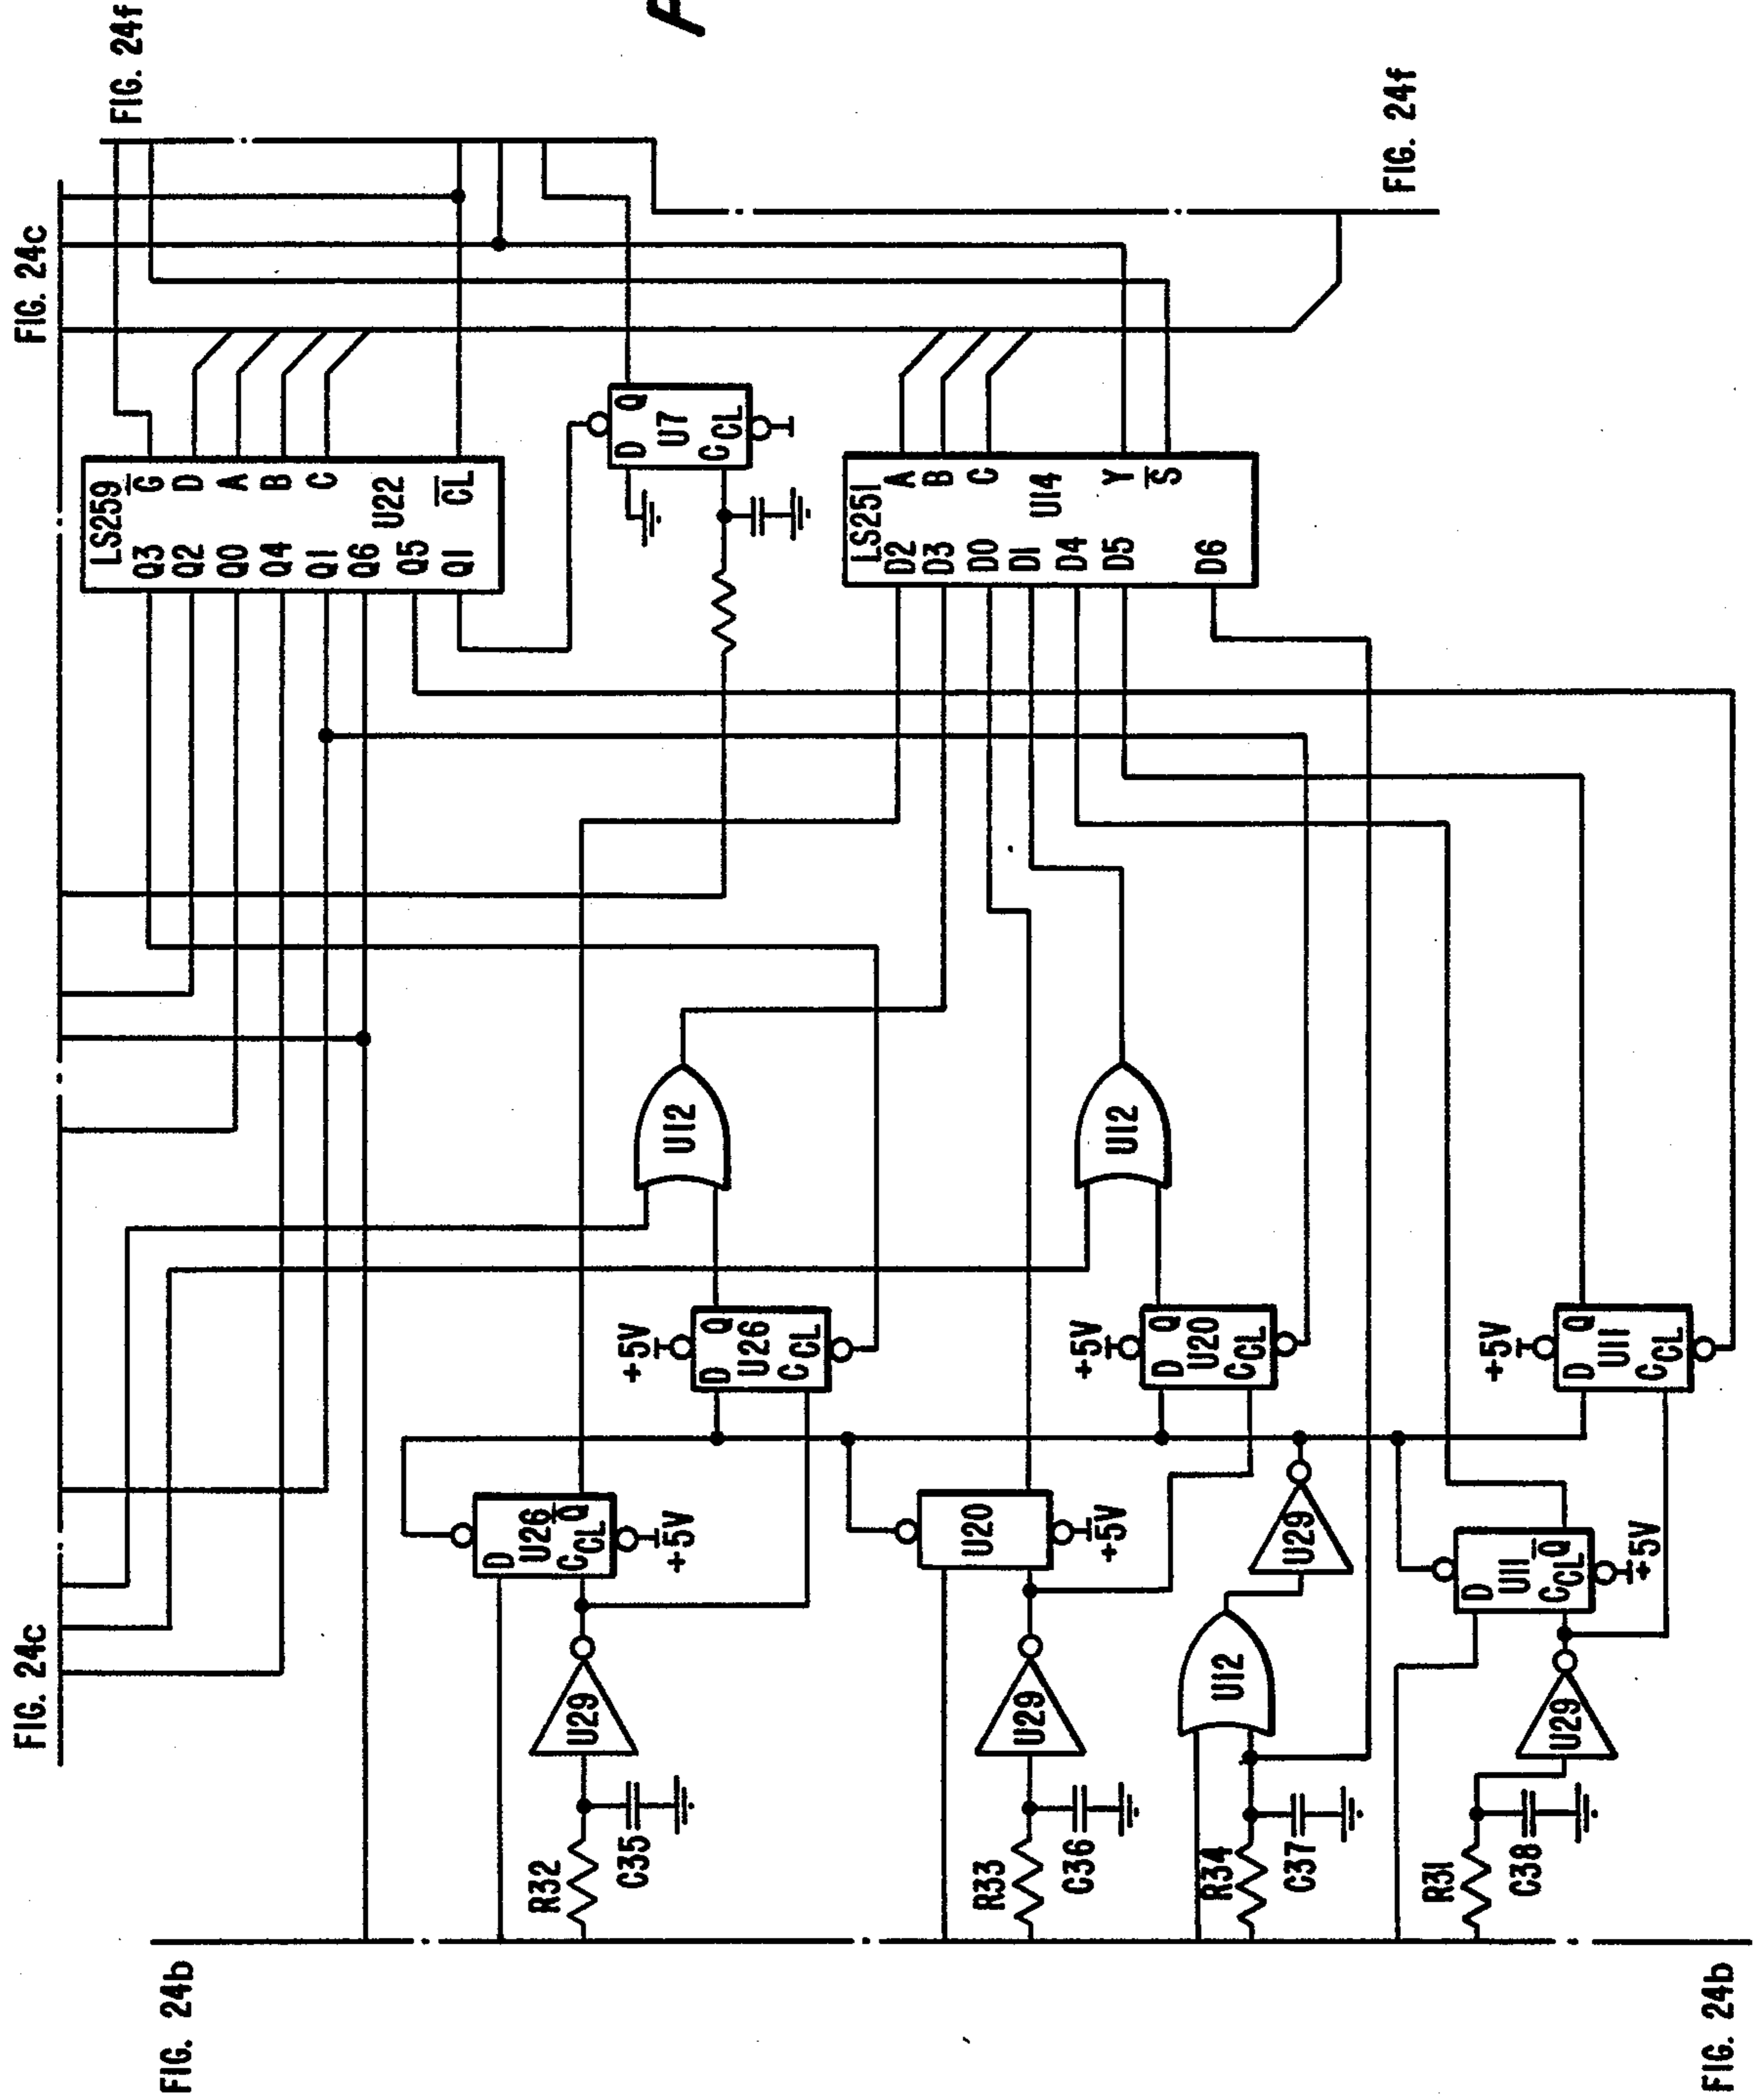 FIG. 24c
FIG. 24c
FIG. 24f
LS259
Q3 G
Q2 D
Q0 A
Q4 B
Q1 C
Q6
U22
Q5
Q1 CL
D Q
U7
C CL
LS251
D2 A
D3 B
D0 C
D1
U14
D4
D5 Y
S
D6
FIG. 24f
U12
U12
+5V
D Q
U26
C CL
+5V
D Q
U20
C CL
+5V
D Q
U11
C CL
D
U26
C Q
CL
+5V
U20
+5V
U29
D
U11
C Q
CL
+5V
U29
U29
U12
U29
R32
C35
R33
C36
R34
C37
R31
C38
FIG. 24b
FIG. 24b